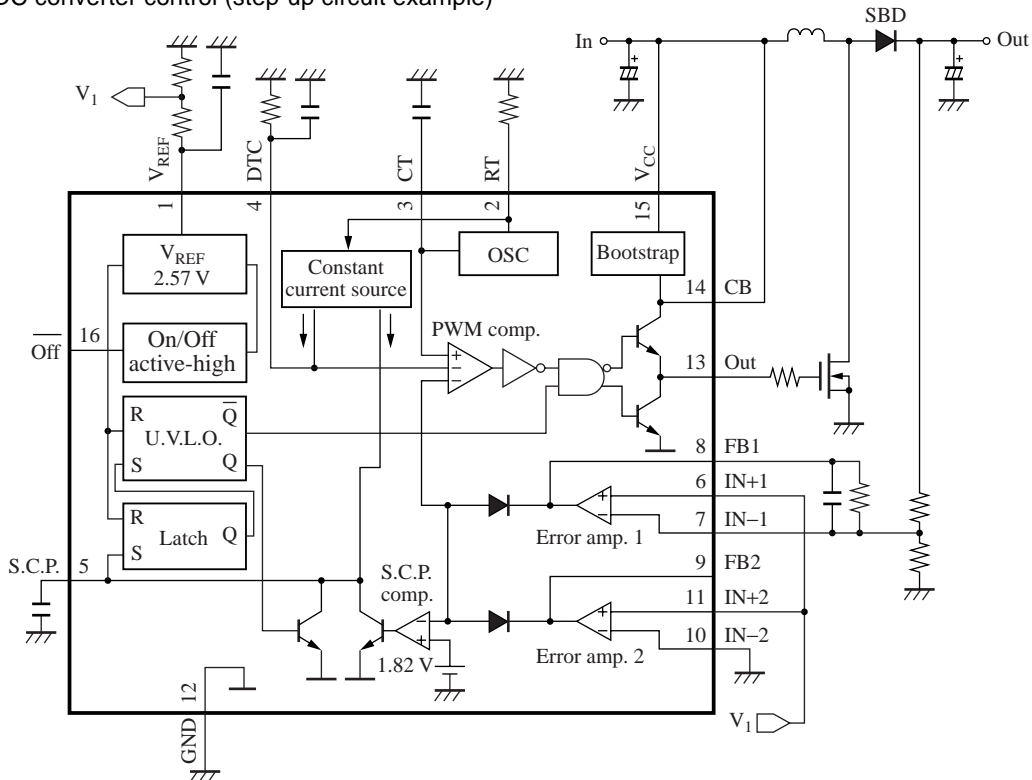 DC converter control (step-up circuit example)
SBD
In
Out
V1
VREF
DTC
CT
RT
VCC
1
4
3
2
15
VREF
2.57 V
Constant
current source
OSC
Bootstrap
14
CB
16
Off
On/Off
active-high
PWM comp.
+
−
−
13
Out
R
Q
U.V.L.O.
S
Q
8
FB1
6
IN+1
+
−
7
IN−1
Error amp. 1
R
Latch
Q
S
9
FB2
S.C.P.
5
S.C.P.
comp.
11
IN+2
−
+
+
−
10
IN−2
1.82 V
Error amp. 2
12
GND
V1